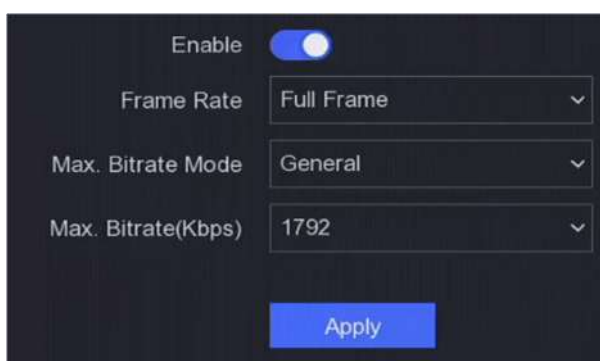 Enable
Frame Rate Full Frame
Max. Bitrate Mode General
Max. Bitrate(Kbps) 1792
Apply